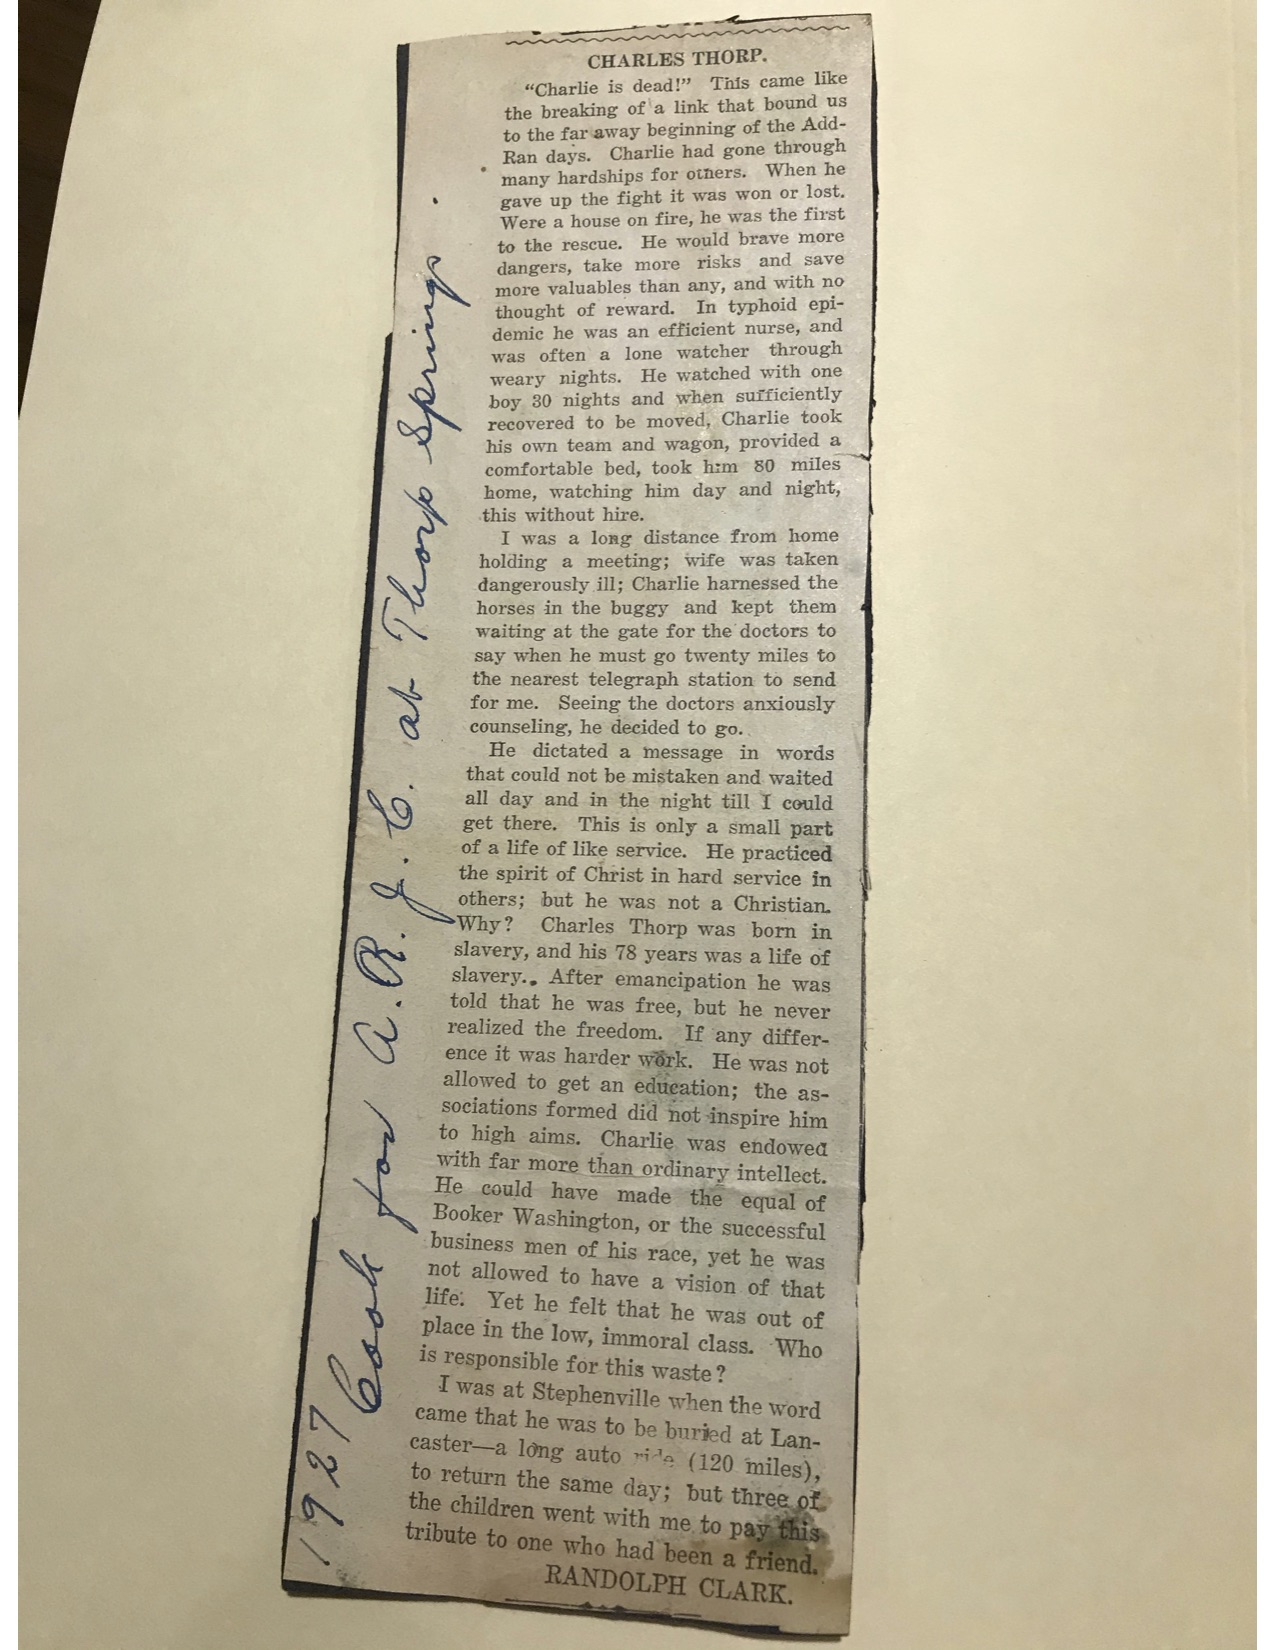 CHARLES THORP.
"Charlie is dead!" This came like
the breaking of a link that bound us
to the far away beginning of the Add-
Ran days. Charlie had gone through
many hardships for others. When he
gave up the fight it was won or lost.
Were a house on fire, he was the first
to the rescue. He would brave more
dangers, take more risks and save
more valuables than any, and with no
thought of reward. In typhoid epi-
demic he was an efficient nurse, and
was often a lone watcher through
weary nights. He watched with one
boy 30 nights and when sufficiently
recovered to be moved, Charlie took
his own team and wagon, provided a
comfortable bed, took him 80 miles
home, watching him day and night,
this without hire.
I was a long distance from home
holding a meeting; wife was taken
dangerously ill; Charlie harnessed the
horses in the buggy and kept them
waiting at the gate for the doctors to
say when he must go twenty miles to
the nearest telegraph station to send
for me. Seeing the doctors anxiously
counseling, he decided to go.
He dictated a message in words
that could not be mistaken and waited
all day and in the night till I could
get there. This is only a small part
of a life of like service. He practiced
the spirit of Christ in hard service in
others; but he was not a Christian.
Why? Charles Thorp was born in
slavery, and his 78 years was a life of
slavery.. After emancipation he was
told that he was free, but he never
realized the freedom. If any differ-
ence it was harder work. He was not
allowed to get an education; the as-
sociations formed did not inspire him
to high aims. Charlie was endowed
with far more than ordinary intellect.
He could have made the equal of
Booker Washington, or the successful
business men of his race, yet he was
not allowed to have a vision of that
life. Yet he felt that he was out of
place in the low, immoral class. Who
is responsible for this waste?
I was at Stephenville when the word
came that he was to be buried at Lan-
caster—a long auto ride (120 miles),
to return the same day; but three of
the children went with me to pay this
tribute to one who had been a friend.
RANDOLPH CLARK.
1927 Cook for A.R.J.C. at Thorp Springs.